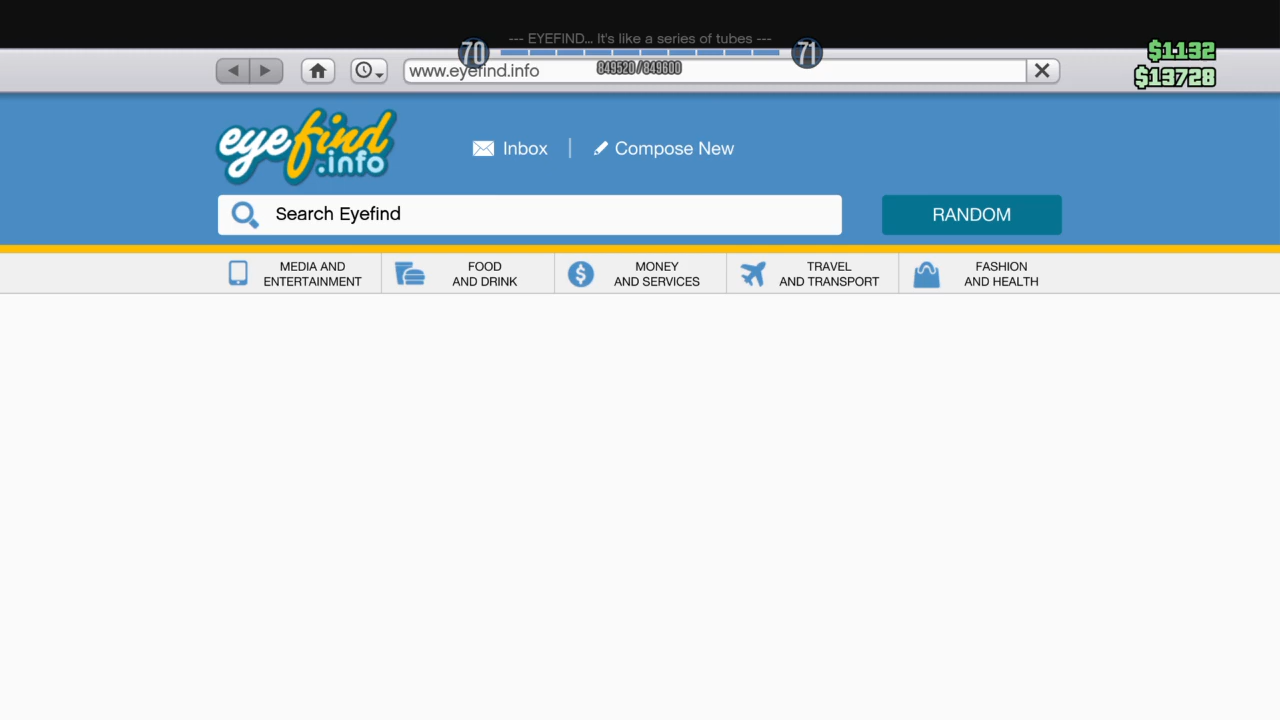 --- EYEFIND... It's like a series of tubes ---
70
71
849520/849600
www.eyefind.info
$1132
$13728
eyefind
.info
Inbox
Compose New
Search Eyefind
RANDOM
MEDIA AND
ENTERTAINMENT
FOOD
AND DRINK
MONEY
AND SERVICES
TRAVEL
AND TRANSPORT
FASHION
AND HEALTH